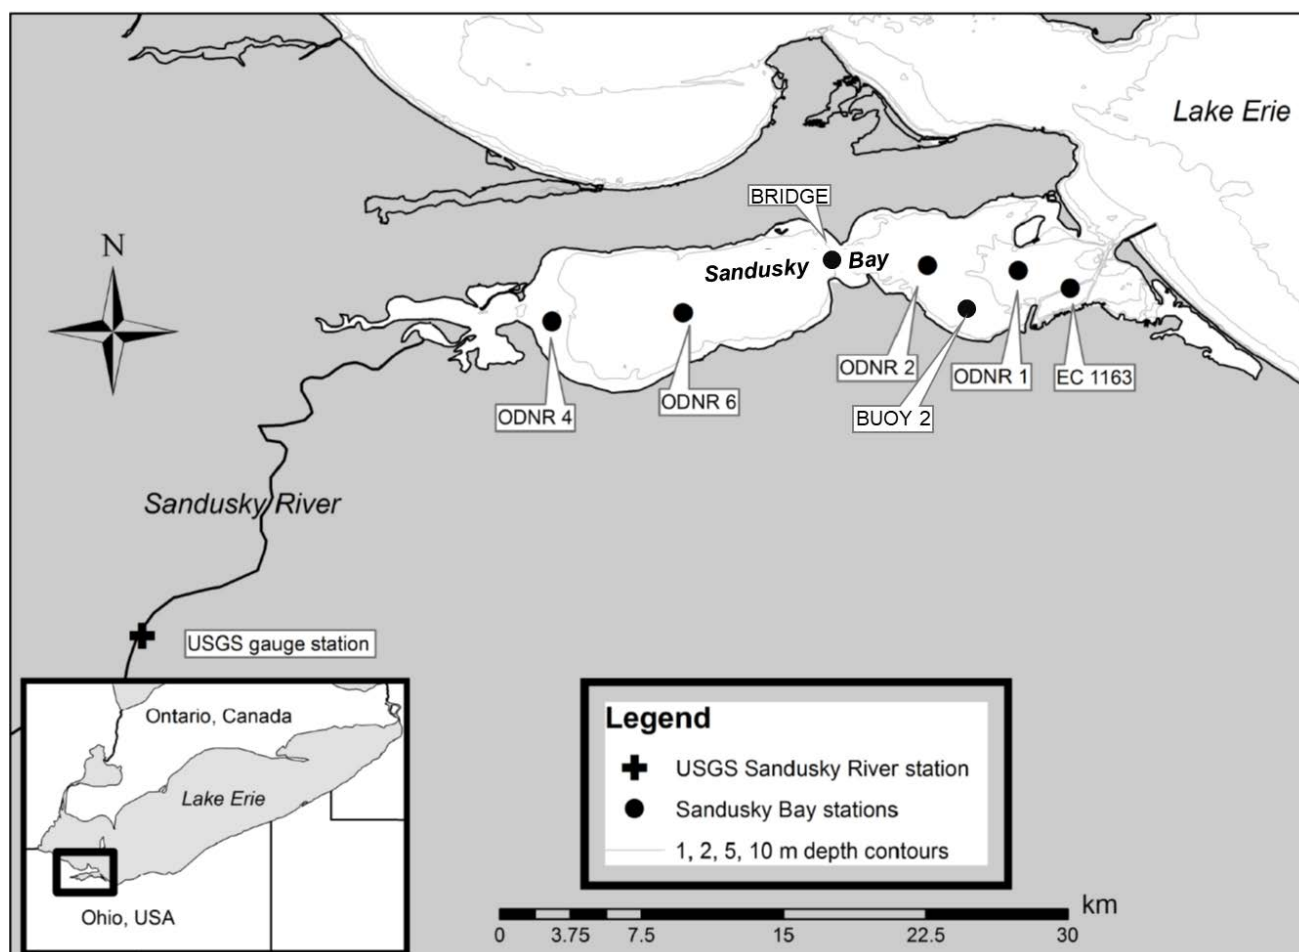 Lake Erie
BRIDGE
N
Sandusky Bay
ODNR 4
ODNR 6
ODNR 2
BUOY 2
ODNR 1
EC 1163
Sandusky River
USGS gauge station
Ontario, Canada
Lake Erie
Ohio, USA
Legend
USGS Sandusky River station
Sandusky Bay stations
1, 2, 5, 10 m depth contours
km
0 3.75 7.5 15 22.5 30